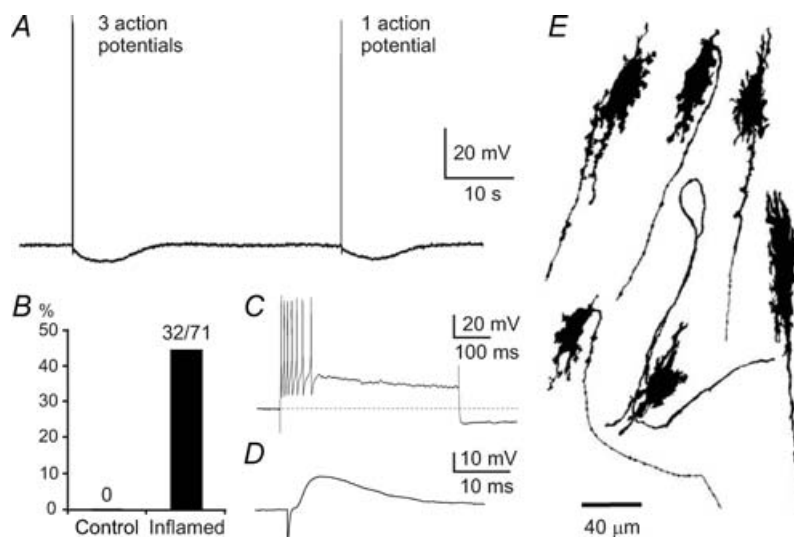 A
3 action
potentials
1 action
potential
20 mV
10 s
B
%
50
40
30
20
10
0
0
32/71
Control
Inflamed
C
20 mV
100 ms
D
10 mV
10 ms
E
40 μm